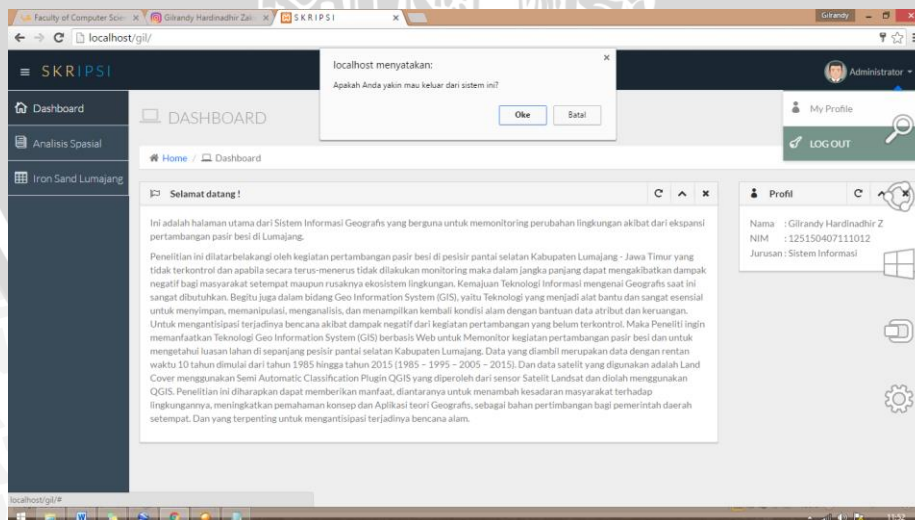 Faculty of Computer Scie
Gilrandy Hardinadhir Zak
SKRIPSI
Gilrandy
localhost/gil/
SKRIPSI
localhost menyatakan:
Apakah Anda yakin mau keluar dari sistem ini?
Oke
Batal
Administrator
My Profile
LOG OUT
Dashboard
Analisis Spasial
Iron Sand Lumajang
DASHBOARD
Home / Dashboard
Selamat datang !
Ini adalah halaman utama dari Sistem Informasi Geografis yang berguna untuk memonitoring perubahan lingkungan akibat dari ekspansi
pertambangan pasir besi di Lumajang.
Penelitian ini dilatarbelakangi oleh kegiatan pertambangan pasir besi di pesisir pantai selatan Kabupaten Lumajang - Jawa Timur yang
tidak terkontrol dan apabila secara terus-menerus tidak dilakukan monitoring maka dalam jangka panjang dapat mengakibatkan dampak
negatif bagi masyarakat setempat maupun rusaknya ekosistem lingkungan. Kemajuan Teknologi Informasi mengenai Geografis saat ini
sangat dibutuhkan. Begitu juga dalam bidang Geo Information System (GIS), yaitu Teknologi yang menjadi alat bantu dan sangat esensial
untuk menyimpan, memanipulasi, menganalisis, dan menampilkan kembali kondisi alam dengan bantuan data atribut dan keruangan.
Untuk mengantisipasi terjadinya bencana akibat dampak negatif dari kegiatan pertambangan yang belum terkontrol. Maka Peneliti ingin
memanfaatkan Teknologi Geo Information System (GIS) berbasis Web untuk Memonitor kegiatan pertambangan pasir besi dan untuk
mengetahui luasan lahan di sepanjang pesisir pantai selatan Kabupaten Lumajang. Data yang diambil merupakan data dengan rentan
waktu 10 tahun dimulai dari tahun 1985 hingga tahun 2015 (1985 - 1995 - 2005 - 2015). Dan data satelit yang digunakan adalah Land
Cover menggunakan Semi Automatic Classification Plugin QGIS yang diperoleh dari sensor Satelit Landsat dan diolah menggunakan
QGIS. Penelitian ini diharapkan dapat memberikan manfaat, diantaranya untuk menambah kesadaran masyarakat terhadap
lingkungannya, meningkatkan pemahaman konsep dan Aplikasi teori Geografis, sebagai bahan pertimbangan bagi pemerintah daerah
setempat. Dan yang terpenting untuk mengantisipasi terjadinya bencana alam.
Profil
Nama : Gilrandy Hardinadhir Z
NIM : 125150407111012
Jurusan : Sistem Informasi
localhost/gil/#
11:52